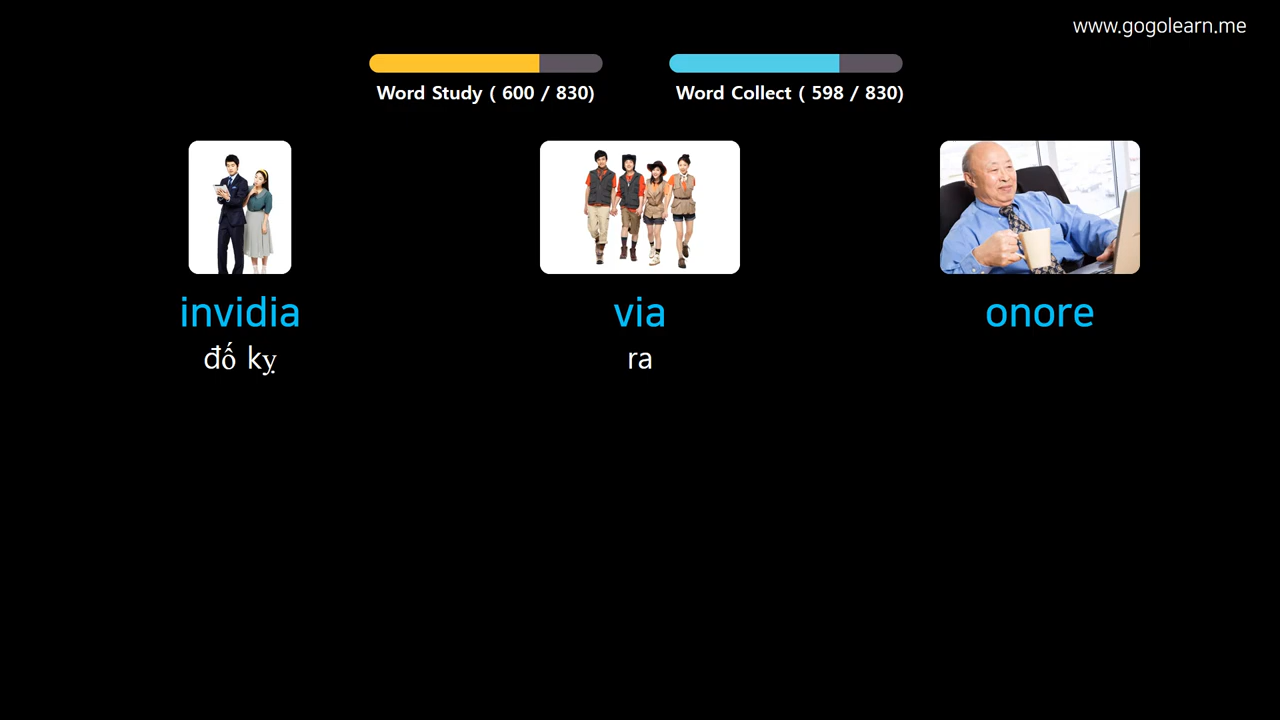 www.gogolearn.me
Word Study ( 600 / 830)
Word Collect ( 598 / 830)
invidia
via
onore
đố kỵ
ra